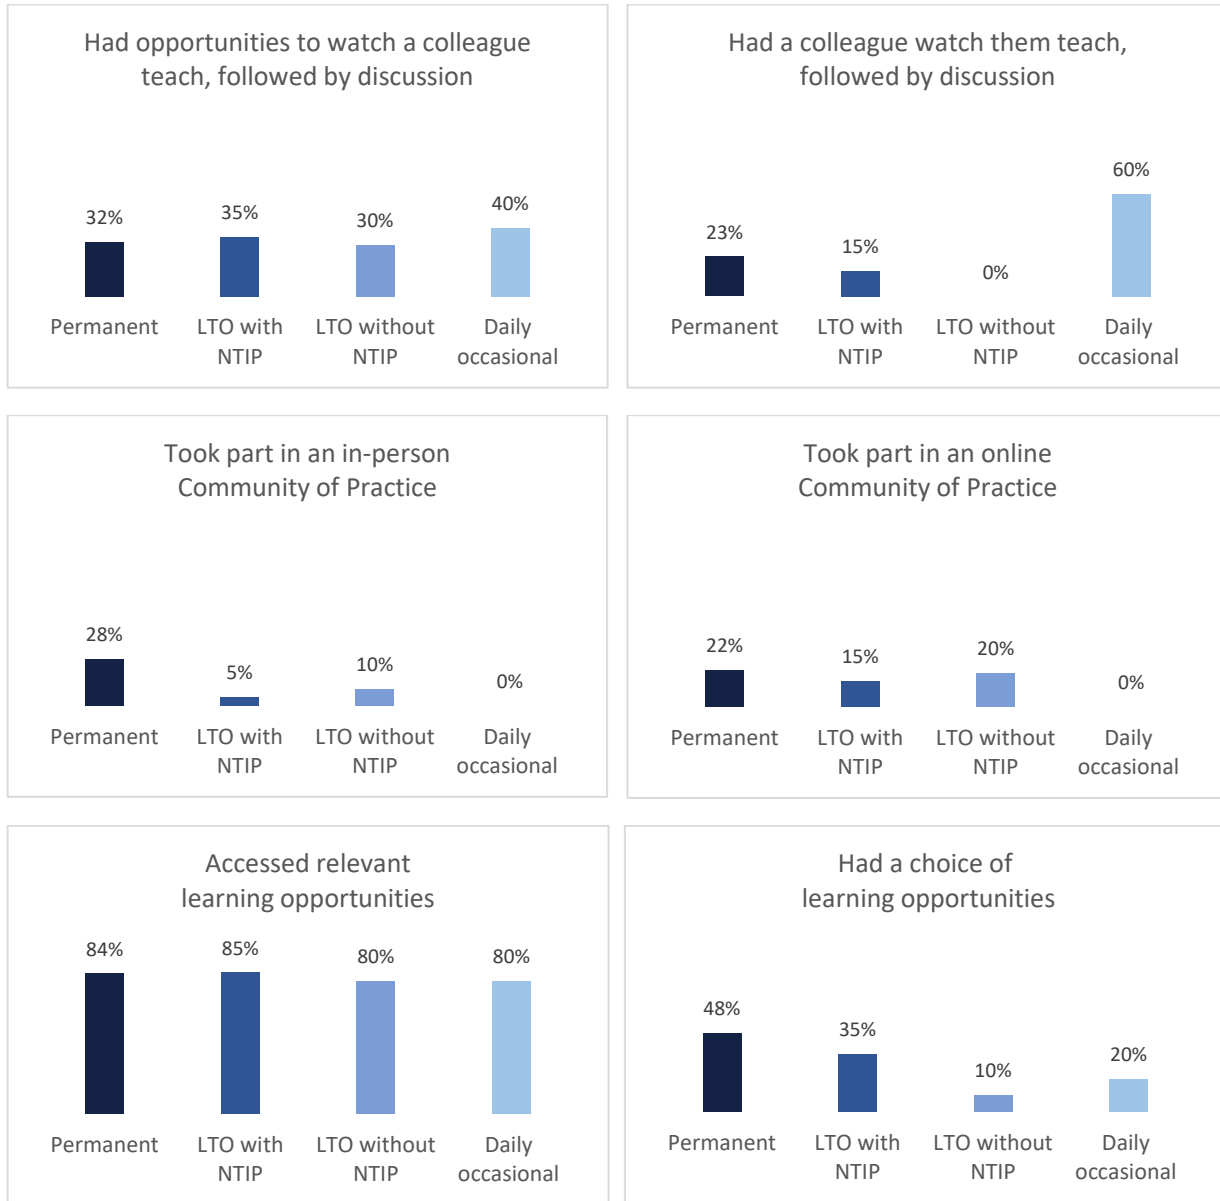 Had opportunities to watch a colleague
teach, followed by discussion
32%
35%
30%
40%
Permanent
LTO with
NTIP
LTO without
NTIP
Daily
occasional
Had a colleague watch them teach,
followed by discussion
23%
15%
0%
60%
Permanent
LTO with
NTIP
LTO without
NTIP
Daily
occasional
Took part in an in-person
Community of Practice
28%
5%
10%
0%
Permanent
LTO with
NTIP
LTO without
NTIP
Daily
occasional
Took part in an online
Community of Practice
22%
15%
20%
0%
Permanent
LTO with
NTIP
LTO without
NTIP
Daily
occasional
Accessed relevant
learning opportunities
84%
85%
80%
80%
Permanent
LTO with
NTIP
LTO without
NTIP
Daily
occasional
Had a choice of
learning opportunities
48%
35%
10%
20%
Permanent
LTO with
NTIP
LTO without
NTIP
Daily
occasional